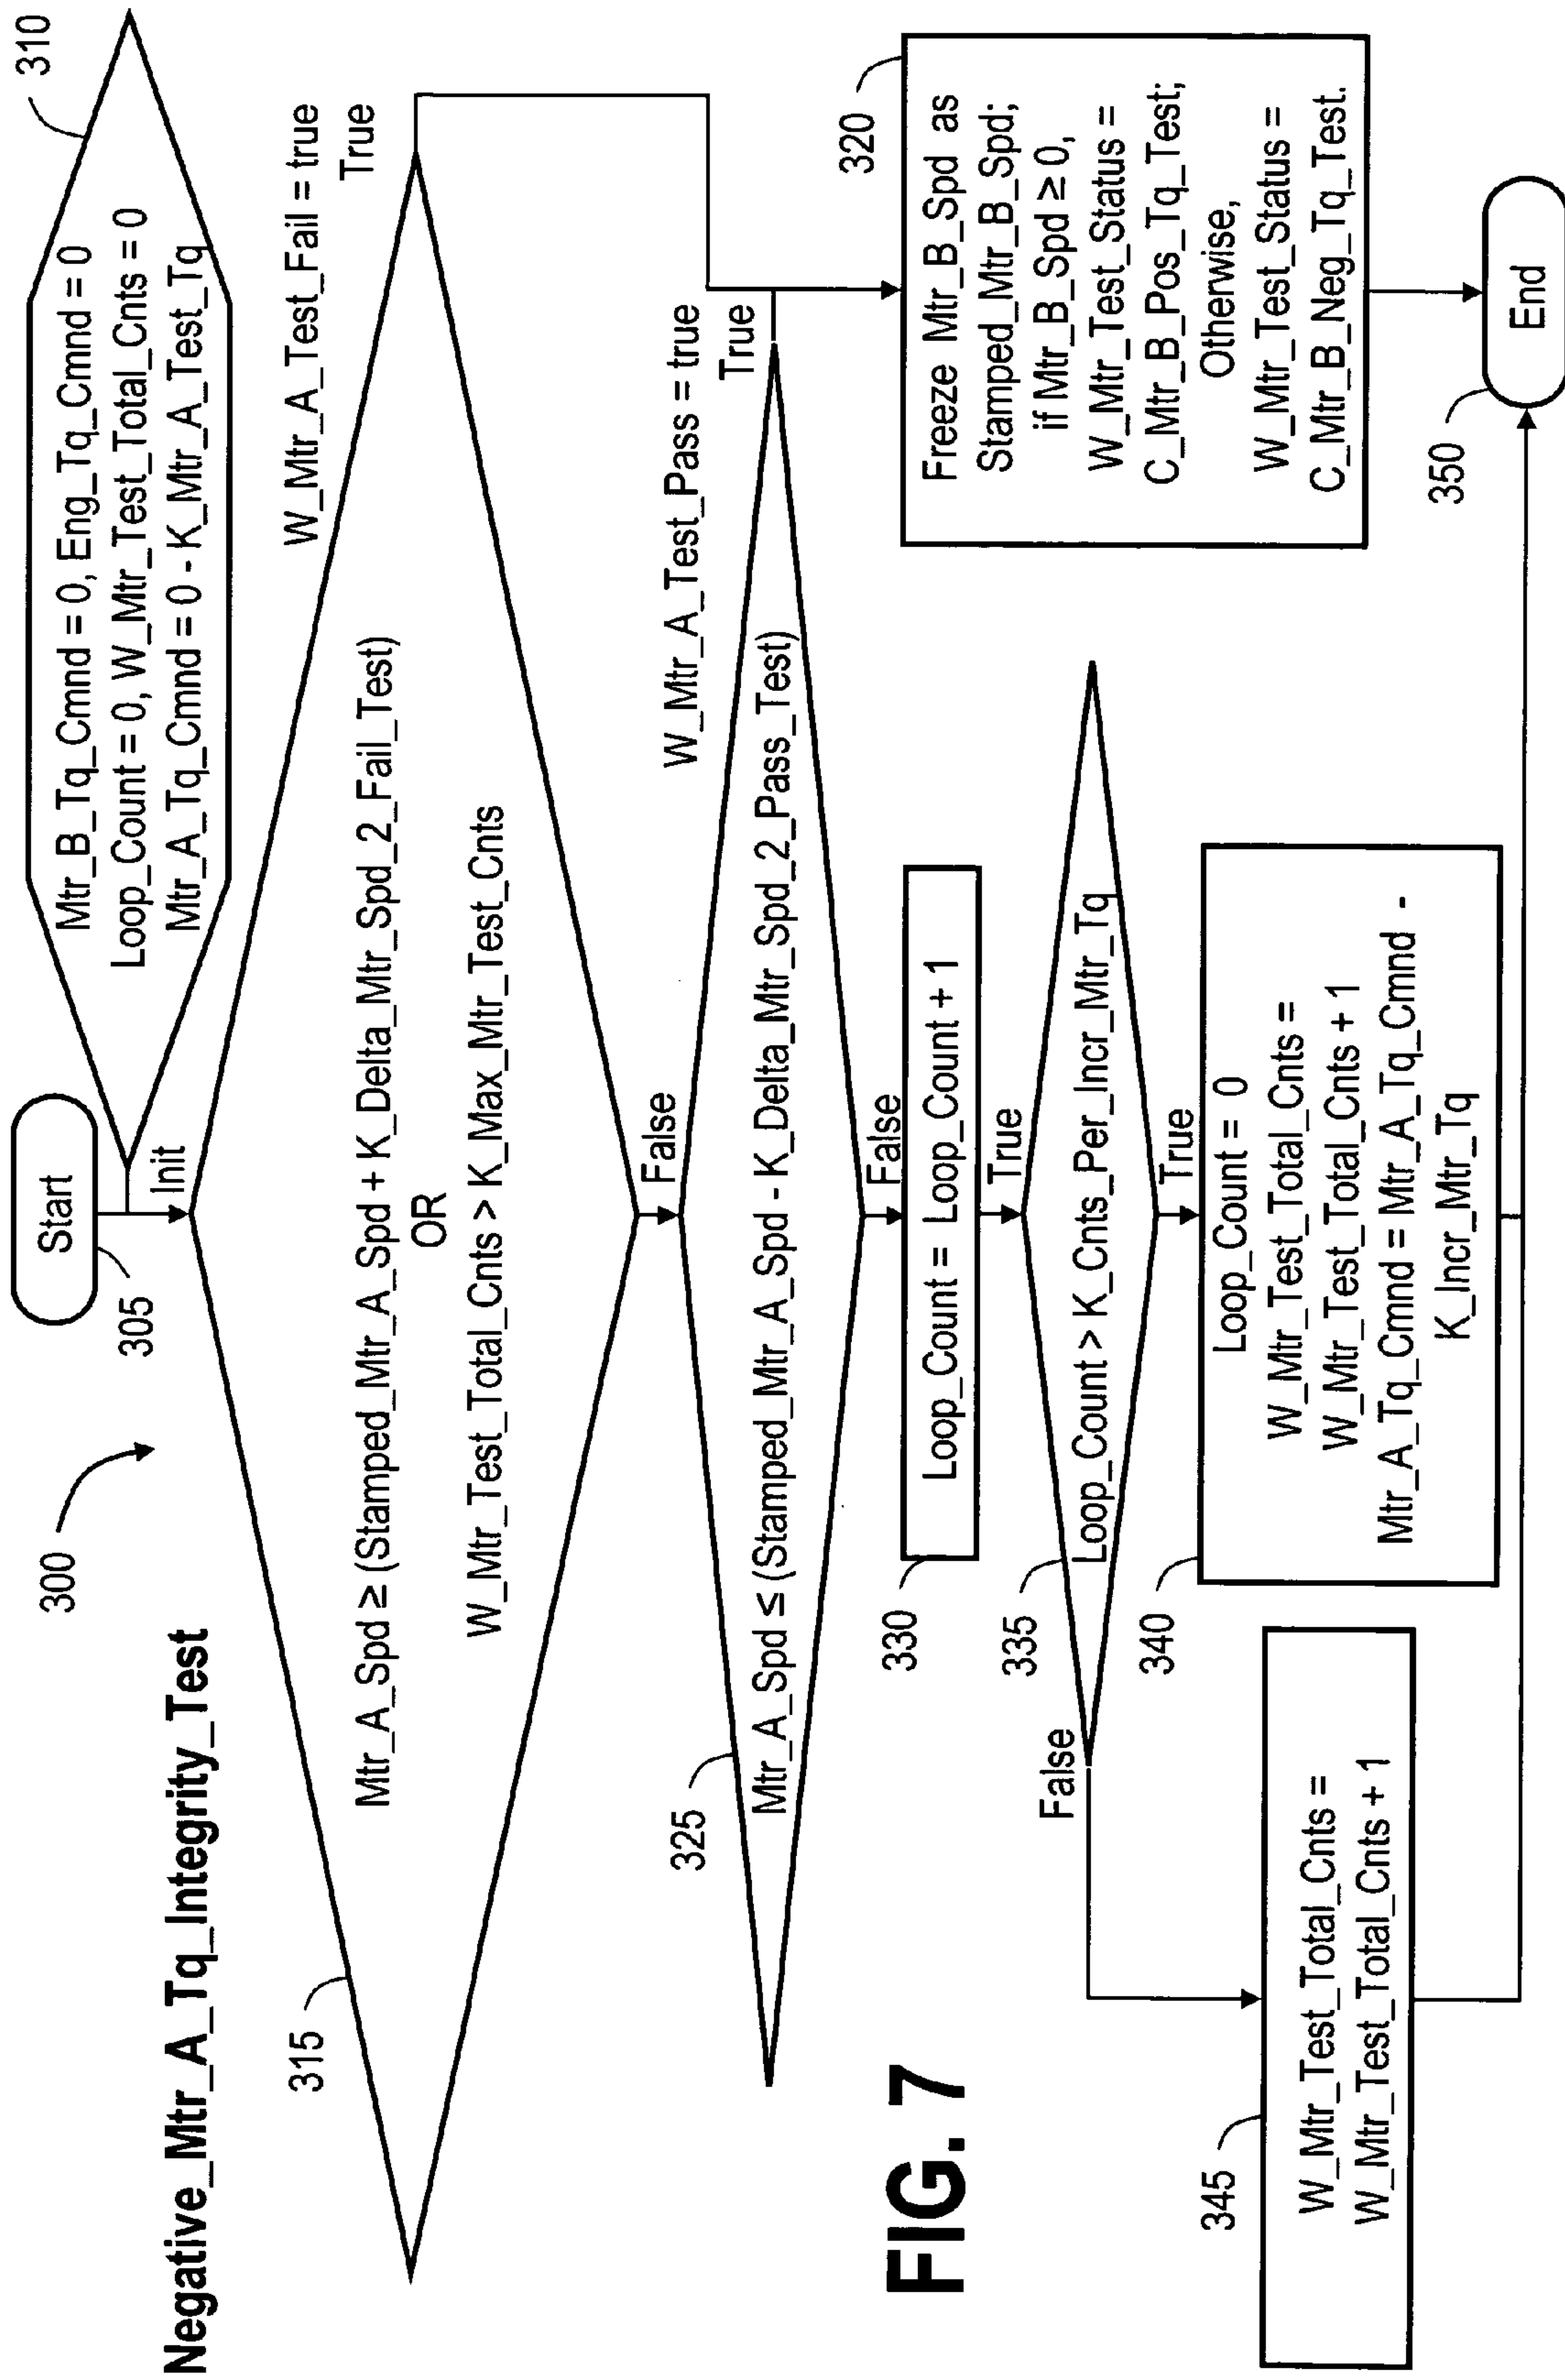 Negative_Mtr_A_Tq_Integrity_Test
300
Start
305
310
Mtr_B_Tq_Cmnd = 0, Eng_Tq_Cmnd = 0
Loop_Count = 0, W_Mtr_Test_Total_Cnts = 0
Mtr_A_Tq_Cmnd = 0 - K_Mtr_A_Test_Tq
Init
315
Mtr_A_Spd ≥ (Stamped_Mtr_A_Spd + K_Delta_Mtr_Spd_2_Fail_Test)
OR
W_Mtr_Test_Total_Cnts > K_Max_Mtr_Test_Cnts
W_Mtr_A_Test_Fail = true
True
False
325
Mtr_A_Spd ≤ (Stamped_Mtr_A_Spd - K_Delta_Mtr_Spd_2_Pass_Test)
W_Mtr_A_Test_Pass = true
True
False
320
Freeze Mtr_B_Spd as
Stamped_Mtr_B_Spd;
if Mtr_B_Spd ≥ 0,
W_Mtr_Test_Status =
C_Mtr_B_Pos_Tq_Test;
Otherwise,
W_Mtr_Test_Status =
C_Mtr_B_Neg_Tq_Test.
330
Loop_Count = Loop_Count + 1
True
335
Loop_Count > K_Cnts_Per_Incr_Mtr_Tq
False
True
340
Loop_Count = 0
W_Mtr_Test_Total_Cnts =
W_Mtr_Test_Total_Cnts + 1
Mtr_A_Tq_Cmnd = Mtr_A_Tq_Cmnd -
K_Incr_Mtr_Tq
345
W_Mtr_Test_Total_Cnts =
W_Mtr_Test_Total_Cnts + 1
350
End
FIG. 7